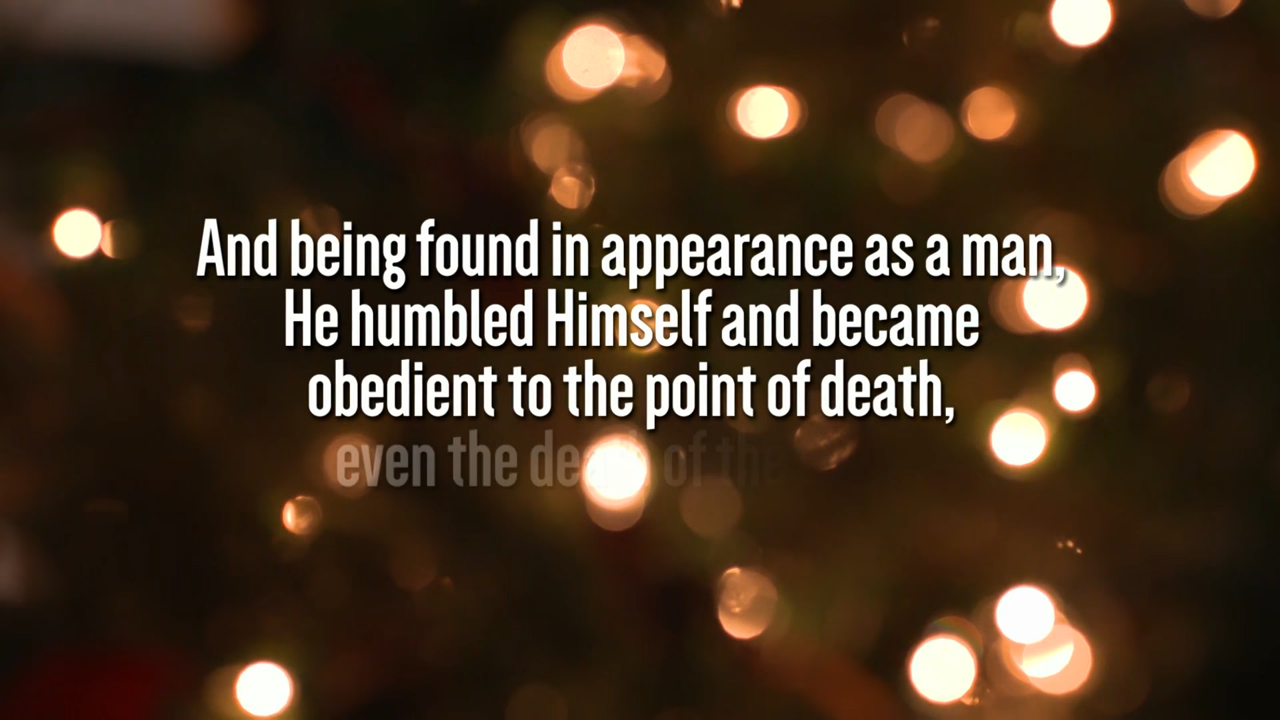 And being found in appearance as a man,
He humbled Himself and became
obedient to the point of death,
even the death of the